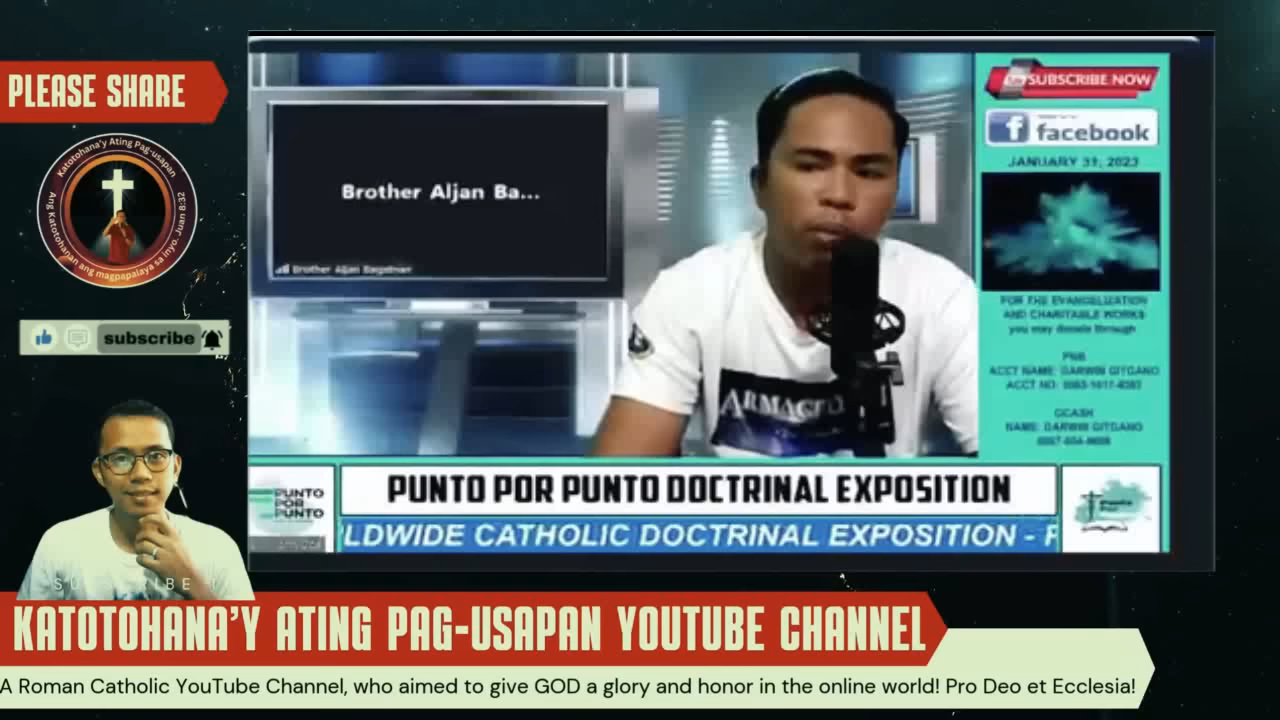 PLEASE SHARE
Katotohana'y Ating Pag-usapan
Ang Katotohanan ang magpapalaya sa inyo. Juan 8:32
subscribe
SUBSCRIBE NOW
facebook
JANUARY 31, 2023
Brother Aljan Ba...
Brother Aljan
FOR THE EVANGELIZATION
AND CHARITABLE WORKS
you may donate through
PNB
ACCT NAME: DARWIN GITGANO
ACCT NO:
GCASH
NAME: DARWIN GITGANO
PUNTO
POR
PUNTO
PUNTO POR PUNTO DOCTRINAL EXPOSITION
LDWIDE CATHOLIC DOCTRINAL EXPOSITION -
KATOTOHANA'Y ATING PAG-USAPAN YOUTUBE CHANNEL
A Roman Catholic YouTube Channel, who aimed to give GOD a glory and honor in the online world! Pro Deo et Ecclesia!